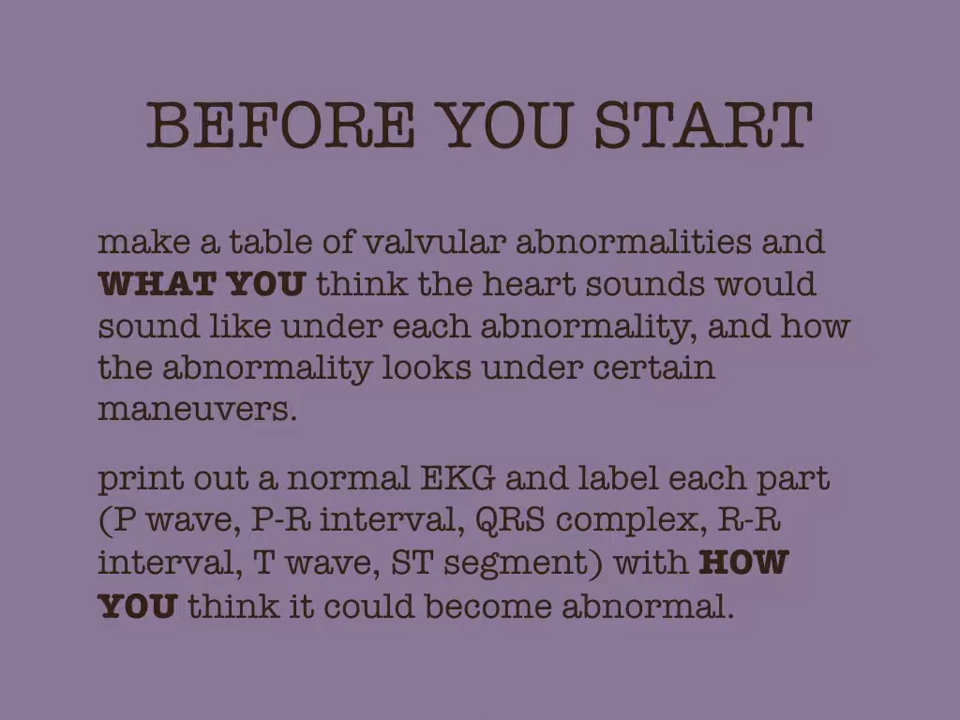 BEFORE YOU START
make a table of valvular abnormalities and
WHAT YOU think the heart sounds would
sound like under each abnormality, and how
the abnormality looks under certain
maneuvers.
print out a normal EKG and label each part
(P wave, P-R interval, QRS complex, R-R
interval, T wave, ST segment) with HOW
YOU think it could become abnormal.